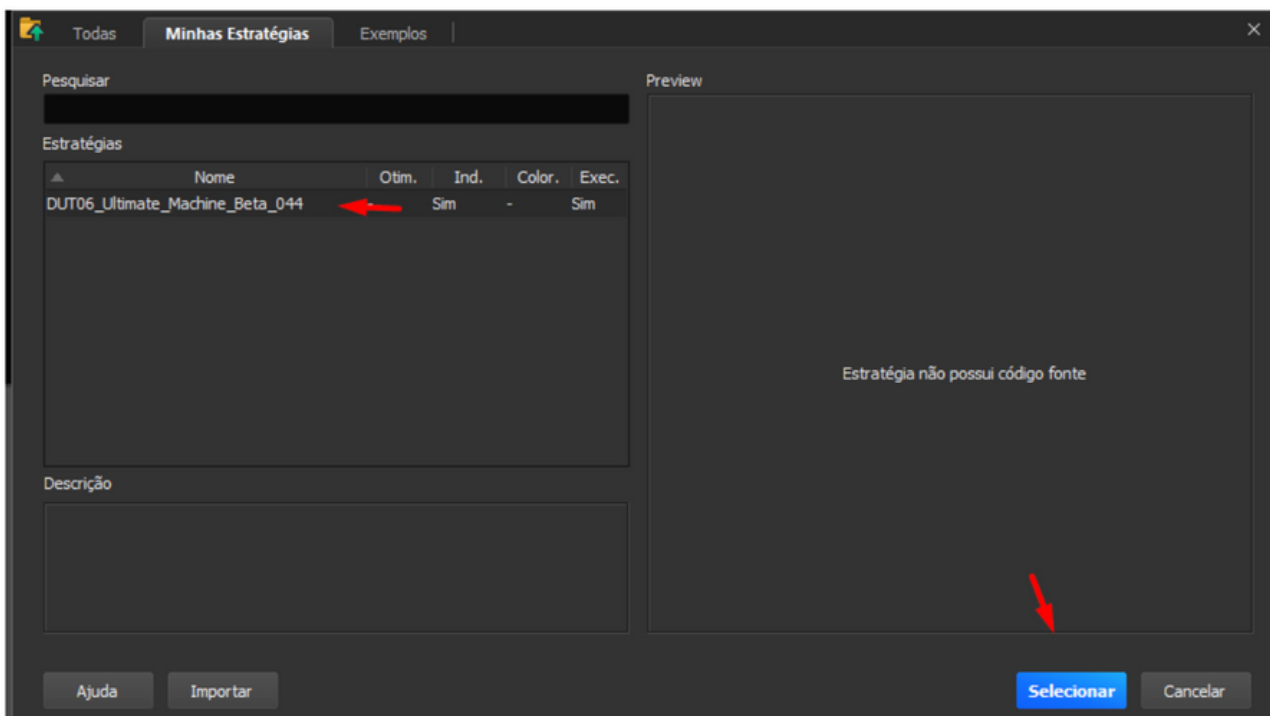 Todas Minhas Estratégias Exemplos
Pesquisar
Preview
Estratégias
Nome Otim. Ind. Color. Exec.
DUT06_Ultimate_Machine_Beta_044 - Sim - Sim
Estratégia não possui código fonte
Descrição
Ajuda Importar Selecionar Cancelar